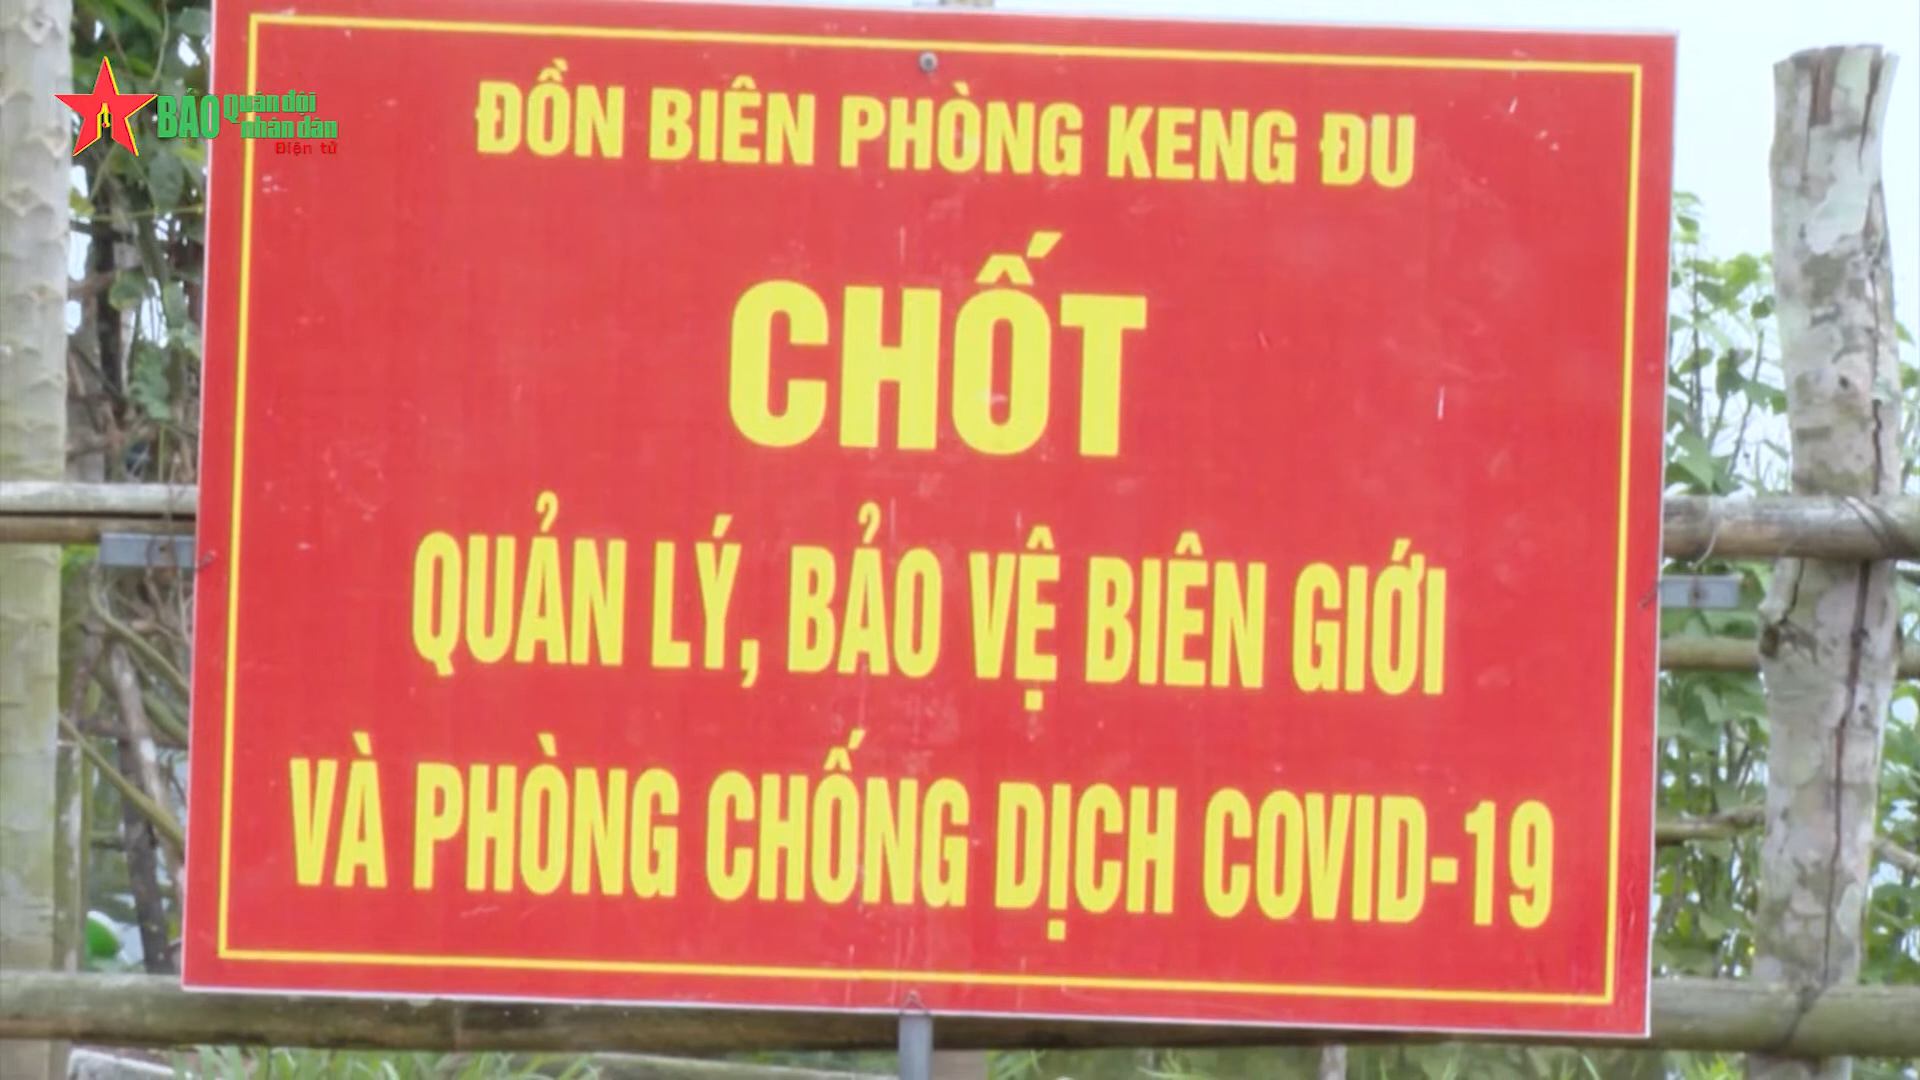 BÁO Quân đội
nhân dân
Điện tử
ĐỒN BIÊN PHÒNG KENG ĐU
CHỐT
QUẢN LÝ, BẢO VỆ BIÊN GIỚI
VÀ PHÒNG CHỐNG DỊCH COVID-19